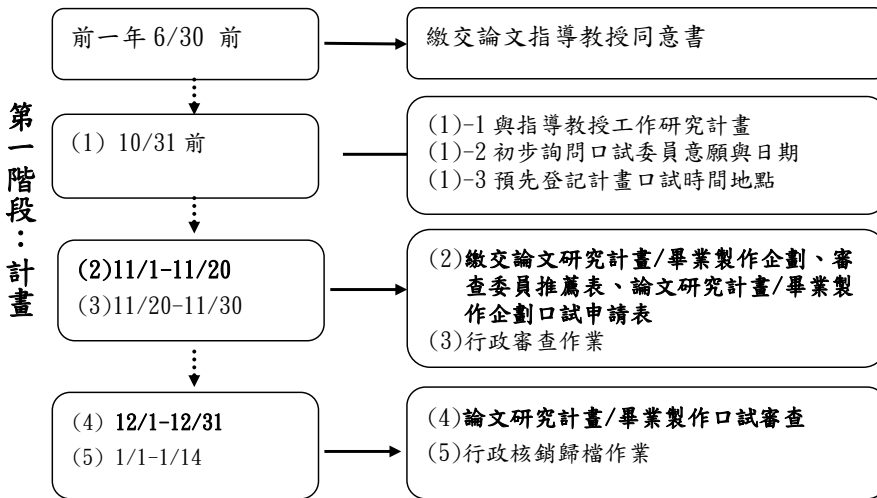 第一階段：計畫
前一年 6/30 前
繳交論文指導教授同意書
(1) 10/31 前
(1)-1 與指導教授工作研究計畫
(1)-2 初步詢問口試委員意願與日期
(1)-3 預先登記計畫口試時間地點
(2)11/1-11/20
(3)11/20-11/30
(2)繳交論文研究計畫/畢業製作企劃、審
查委員推薦表、論文研究計畫/畢業製
作企劃口試申請表
(3)行政審查作業
(4) 12/1-12/31
(5) 1/1-1/14
(4)論文研究計畫/畢業製作口試審查
(5)行政核銷歸檔作業